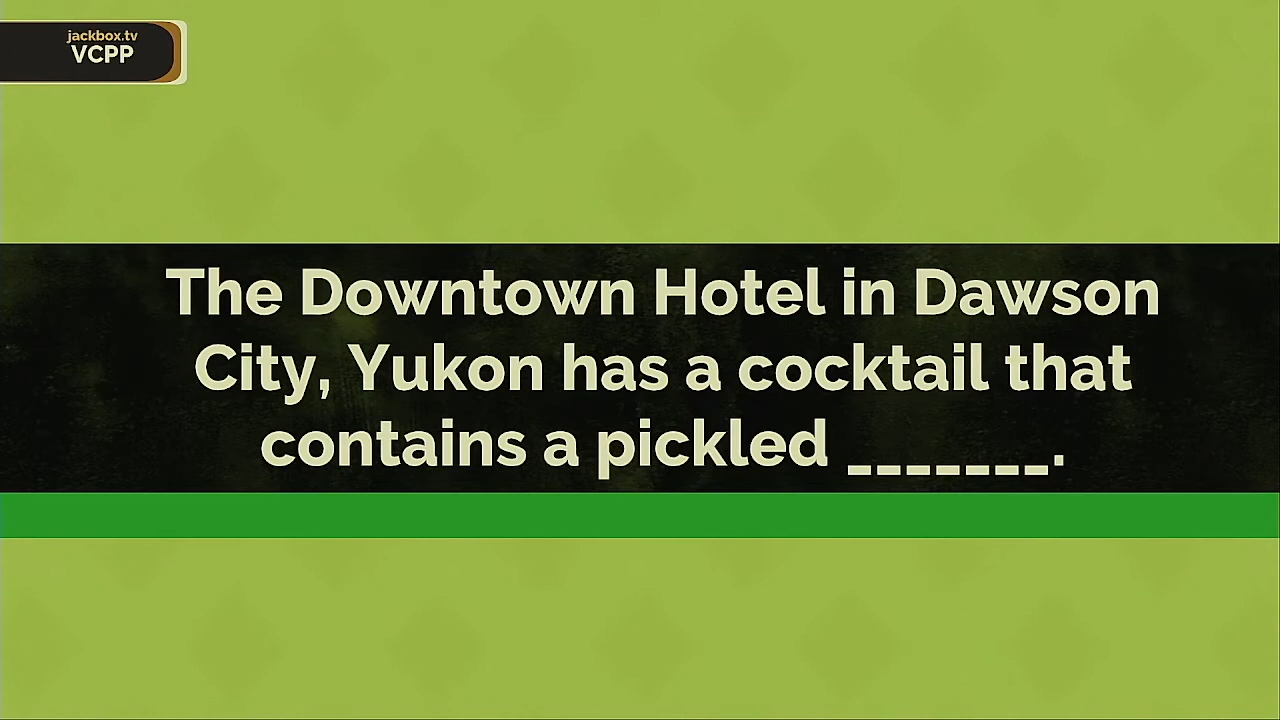 jackbox.tv
VCPP
The Downtown Hotel in Dawson
City, Yukon has a cocktail that
contains a pickled _______.